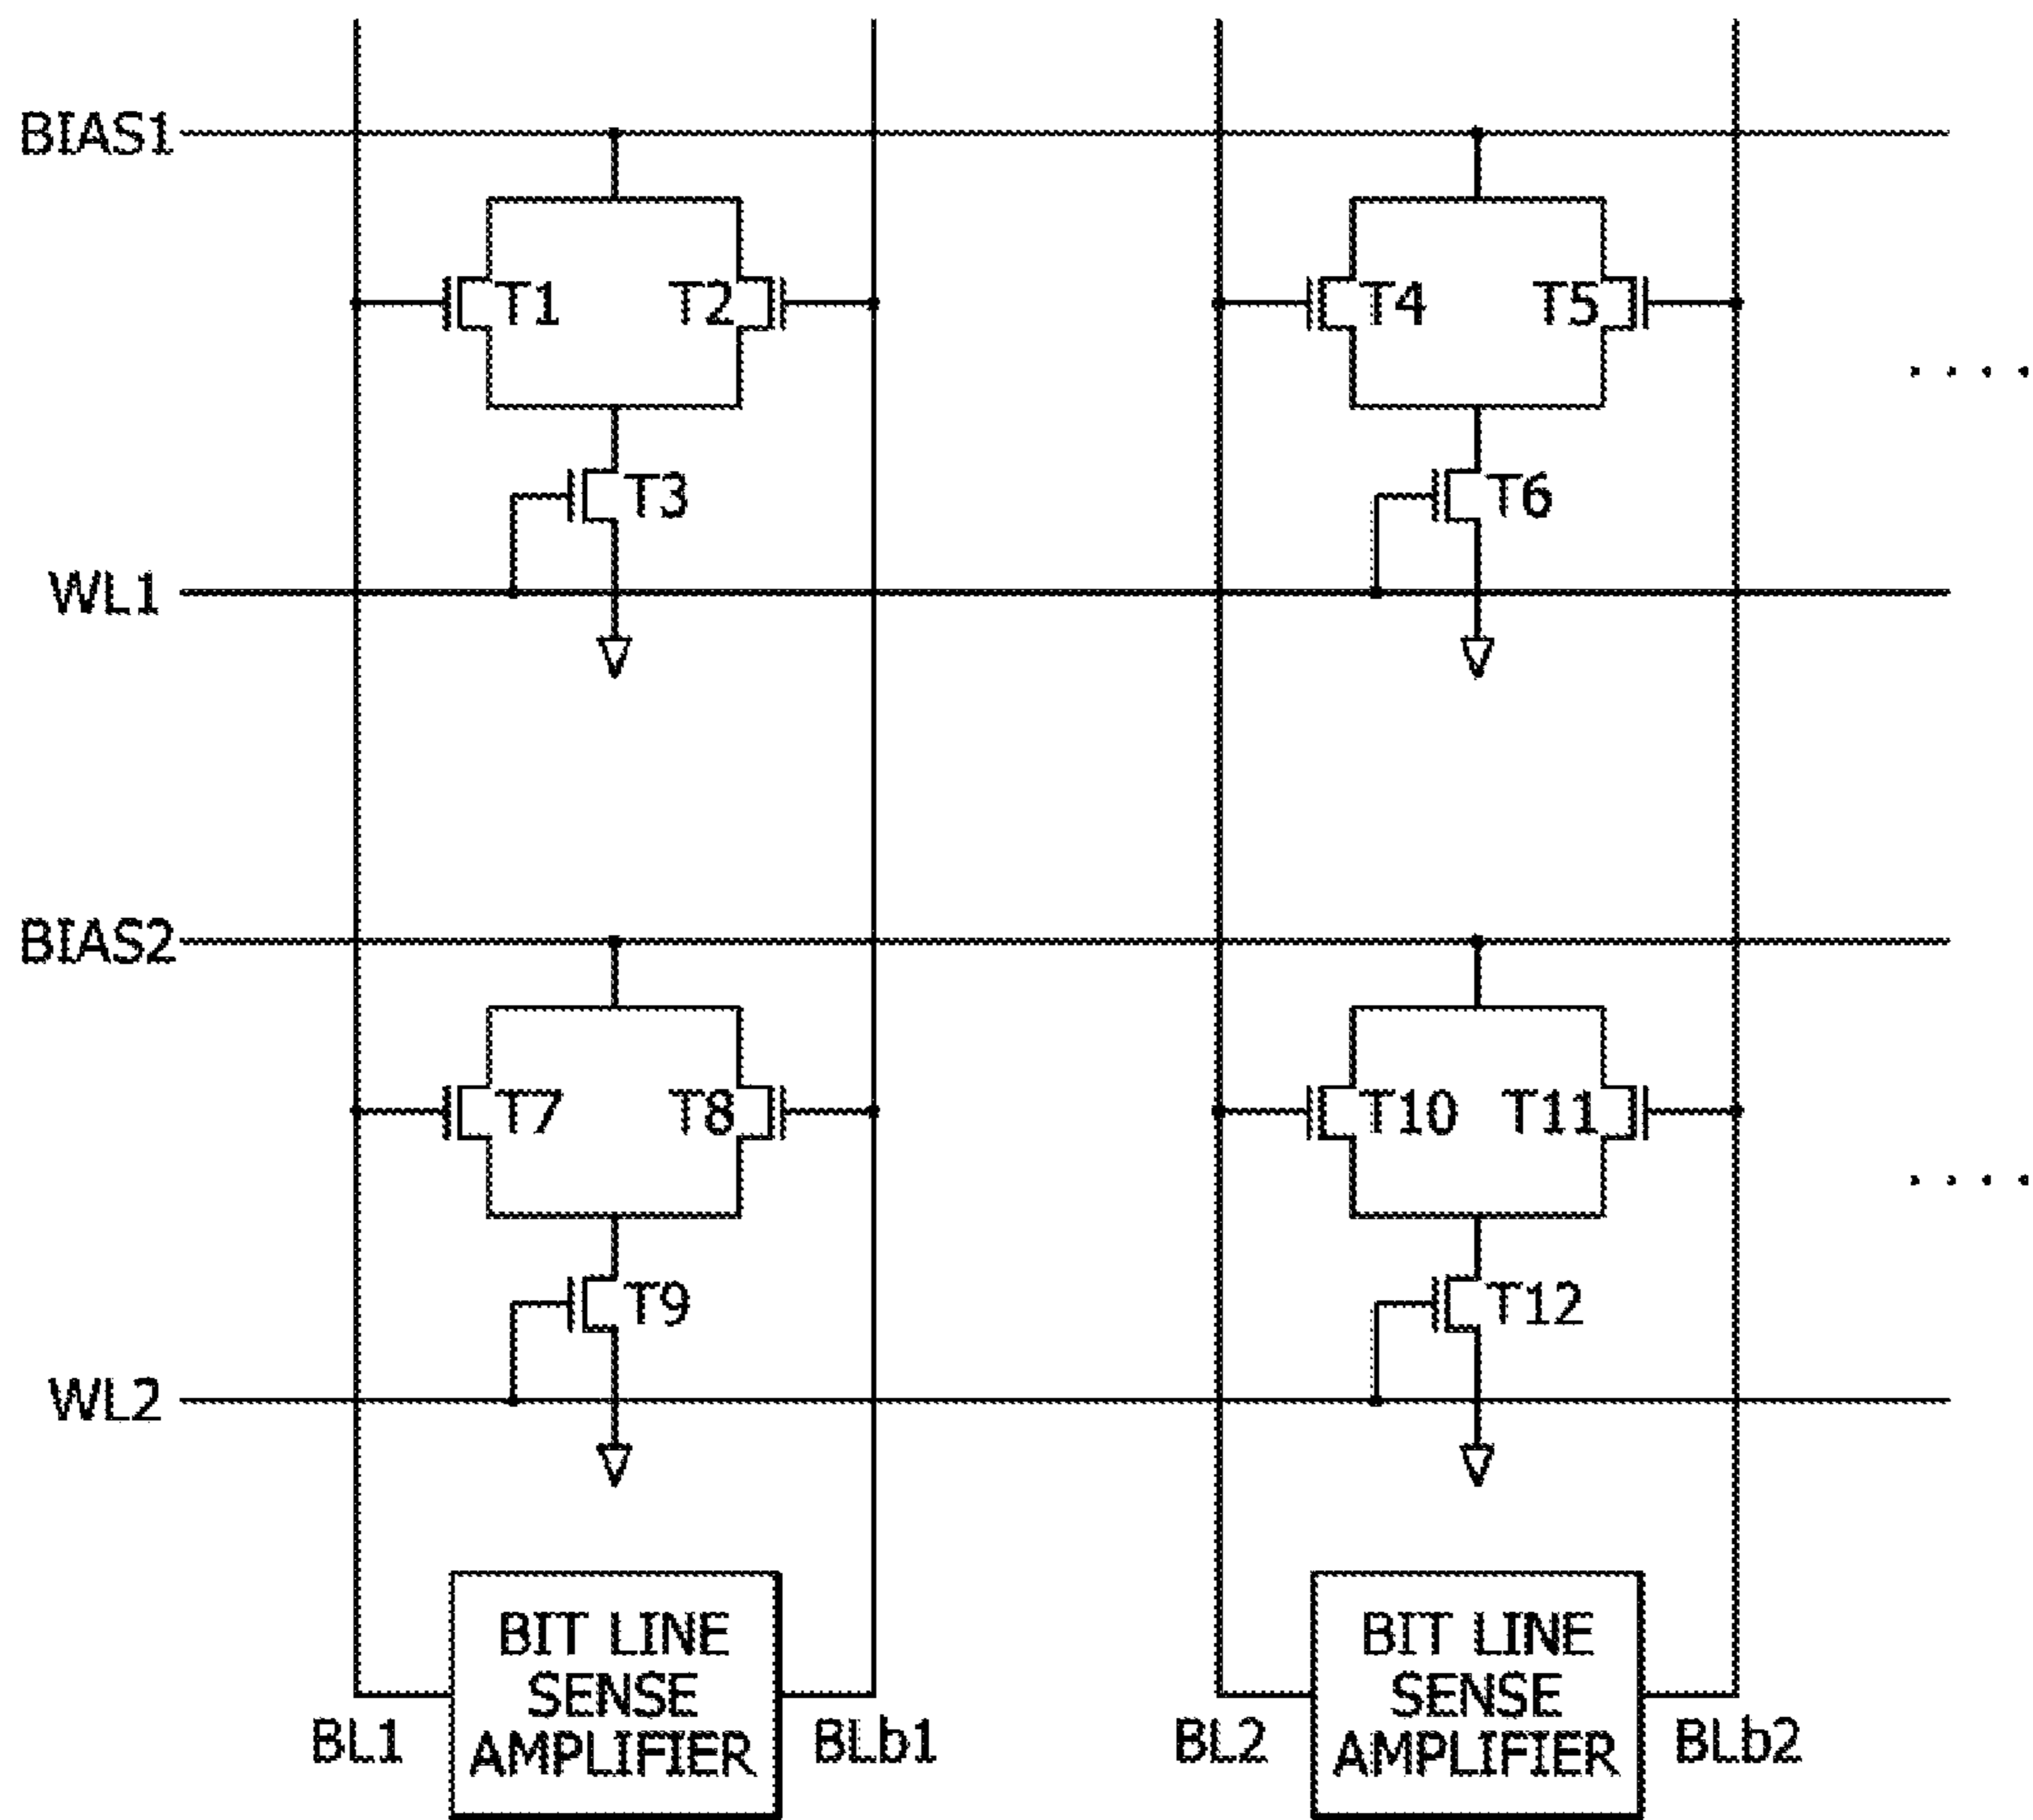 BIAS1
T1 T2 T4 T5
. . . .
T3 T6
WL1
BIAS2
T7 T8 T10 T11
. . . .
T9 T12
WL2
BIT LINE
SENSE
AMPLIFIER
BIT LINE
SENSE
AMPLIFIER
BL1 BLb1 BL2 BLb2